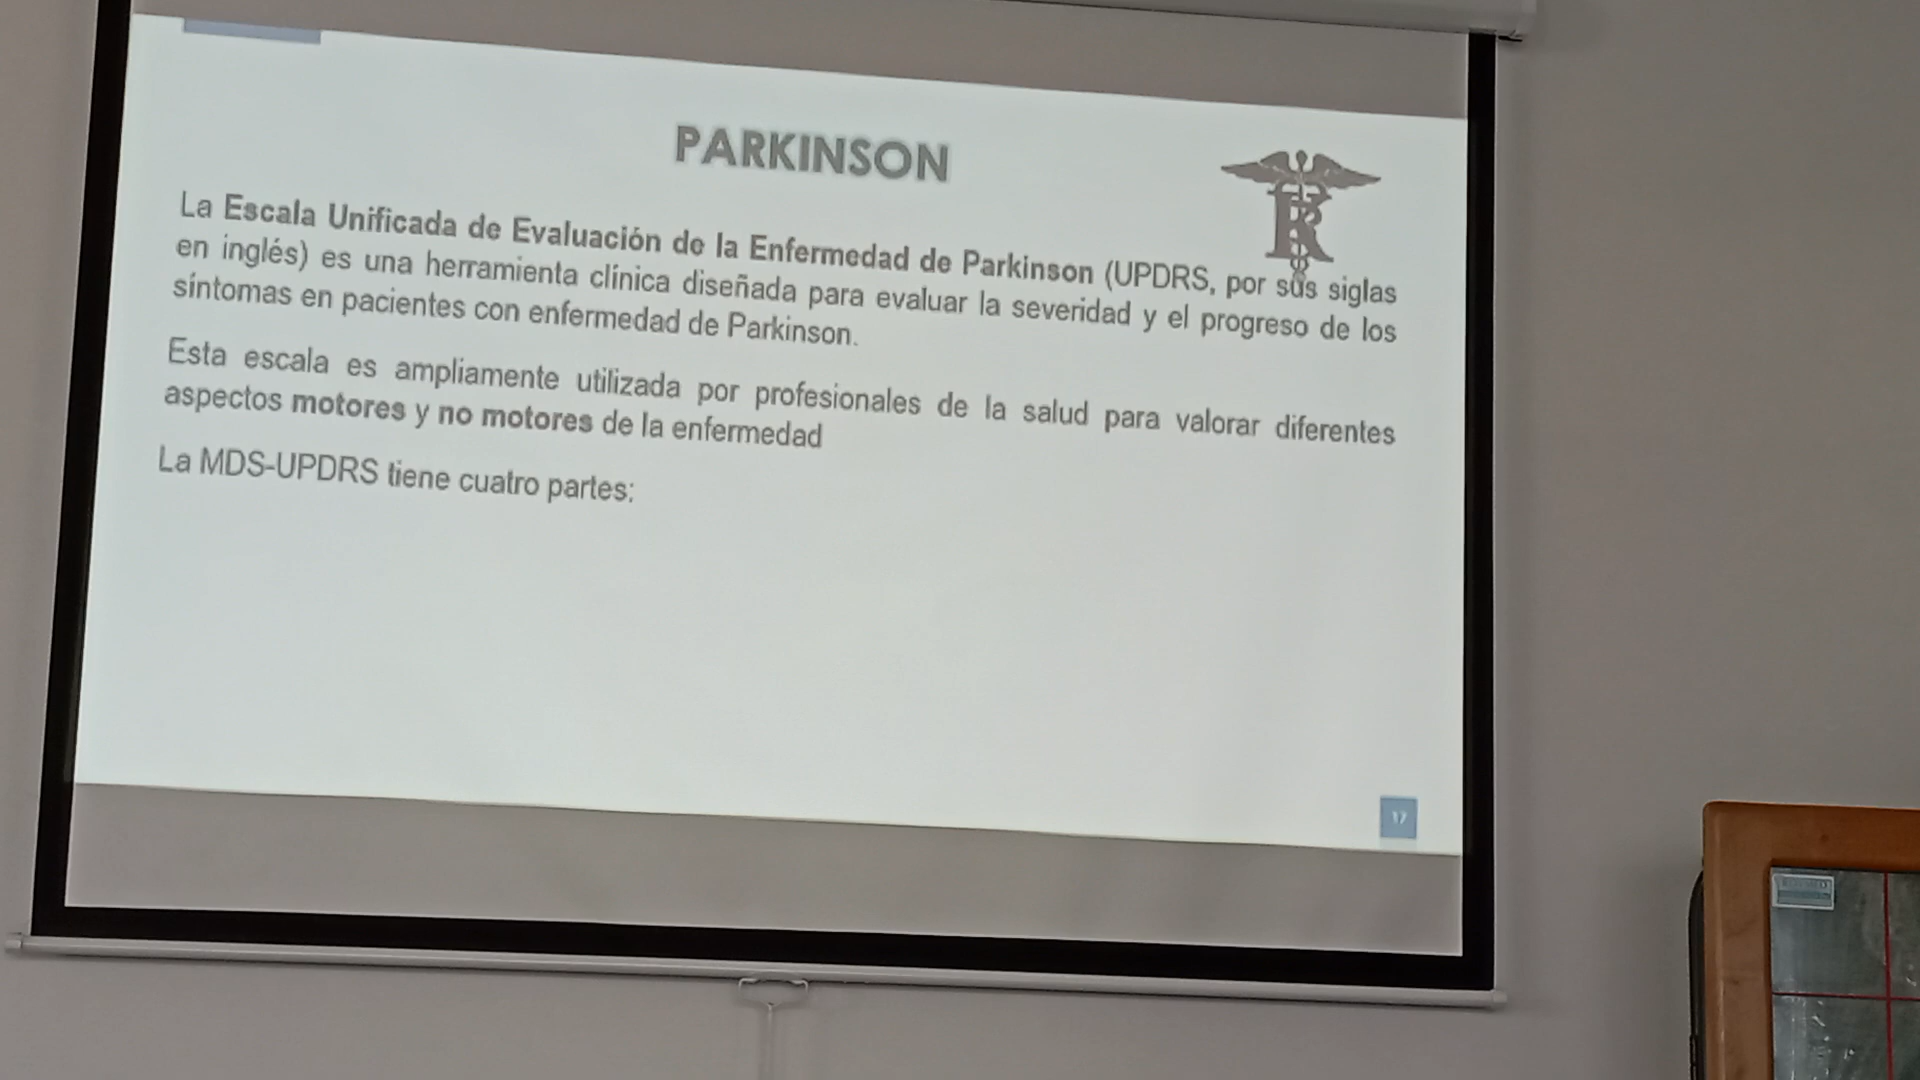 PARKINSON
La Escala Unificada de Evaluación de la Enfermedad de Parkinson (UPDRS, por sus siglas
en inglés) es una herramienta clínica diseñada para evaluar la severidad y el progreso de los
síntomas en pacientes con enfermedad de Parkinson.
Esta escala es ampliamente utilizada por profesionales de la salud para valorar diferentes
aspectos motores y no motores de la enfermedad
La MDS-UPDRS tiene cuatro partes:
17